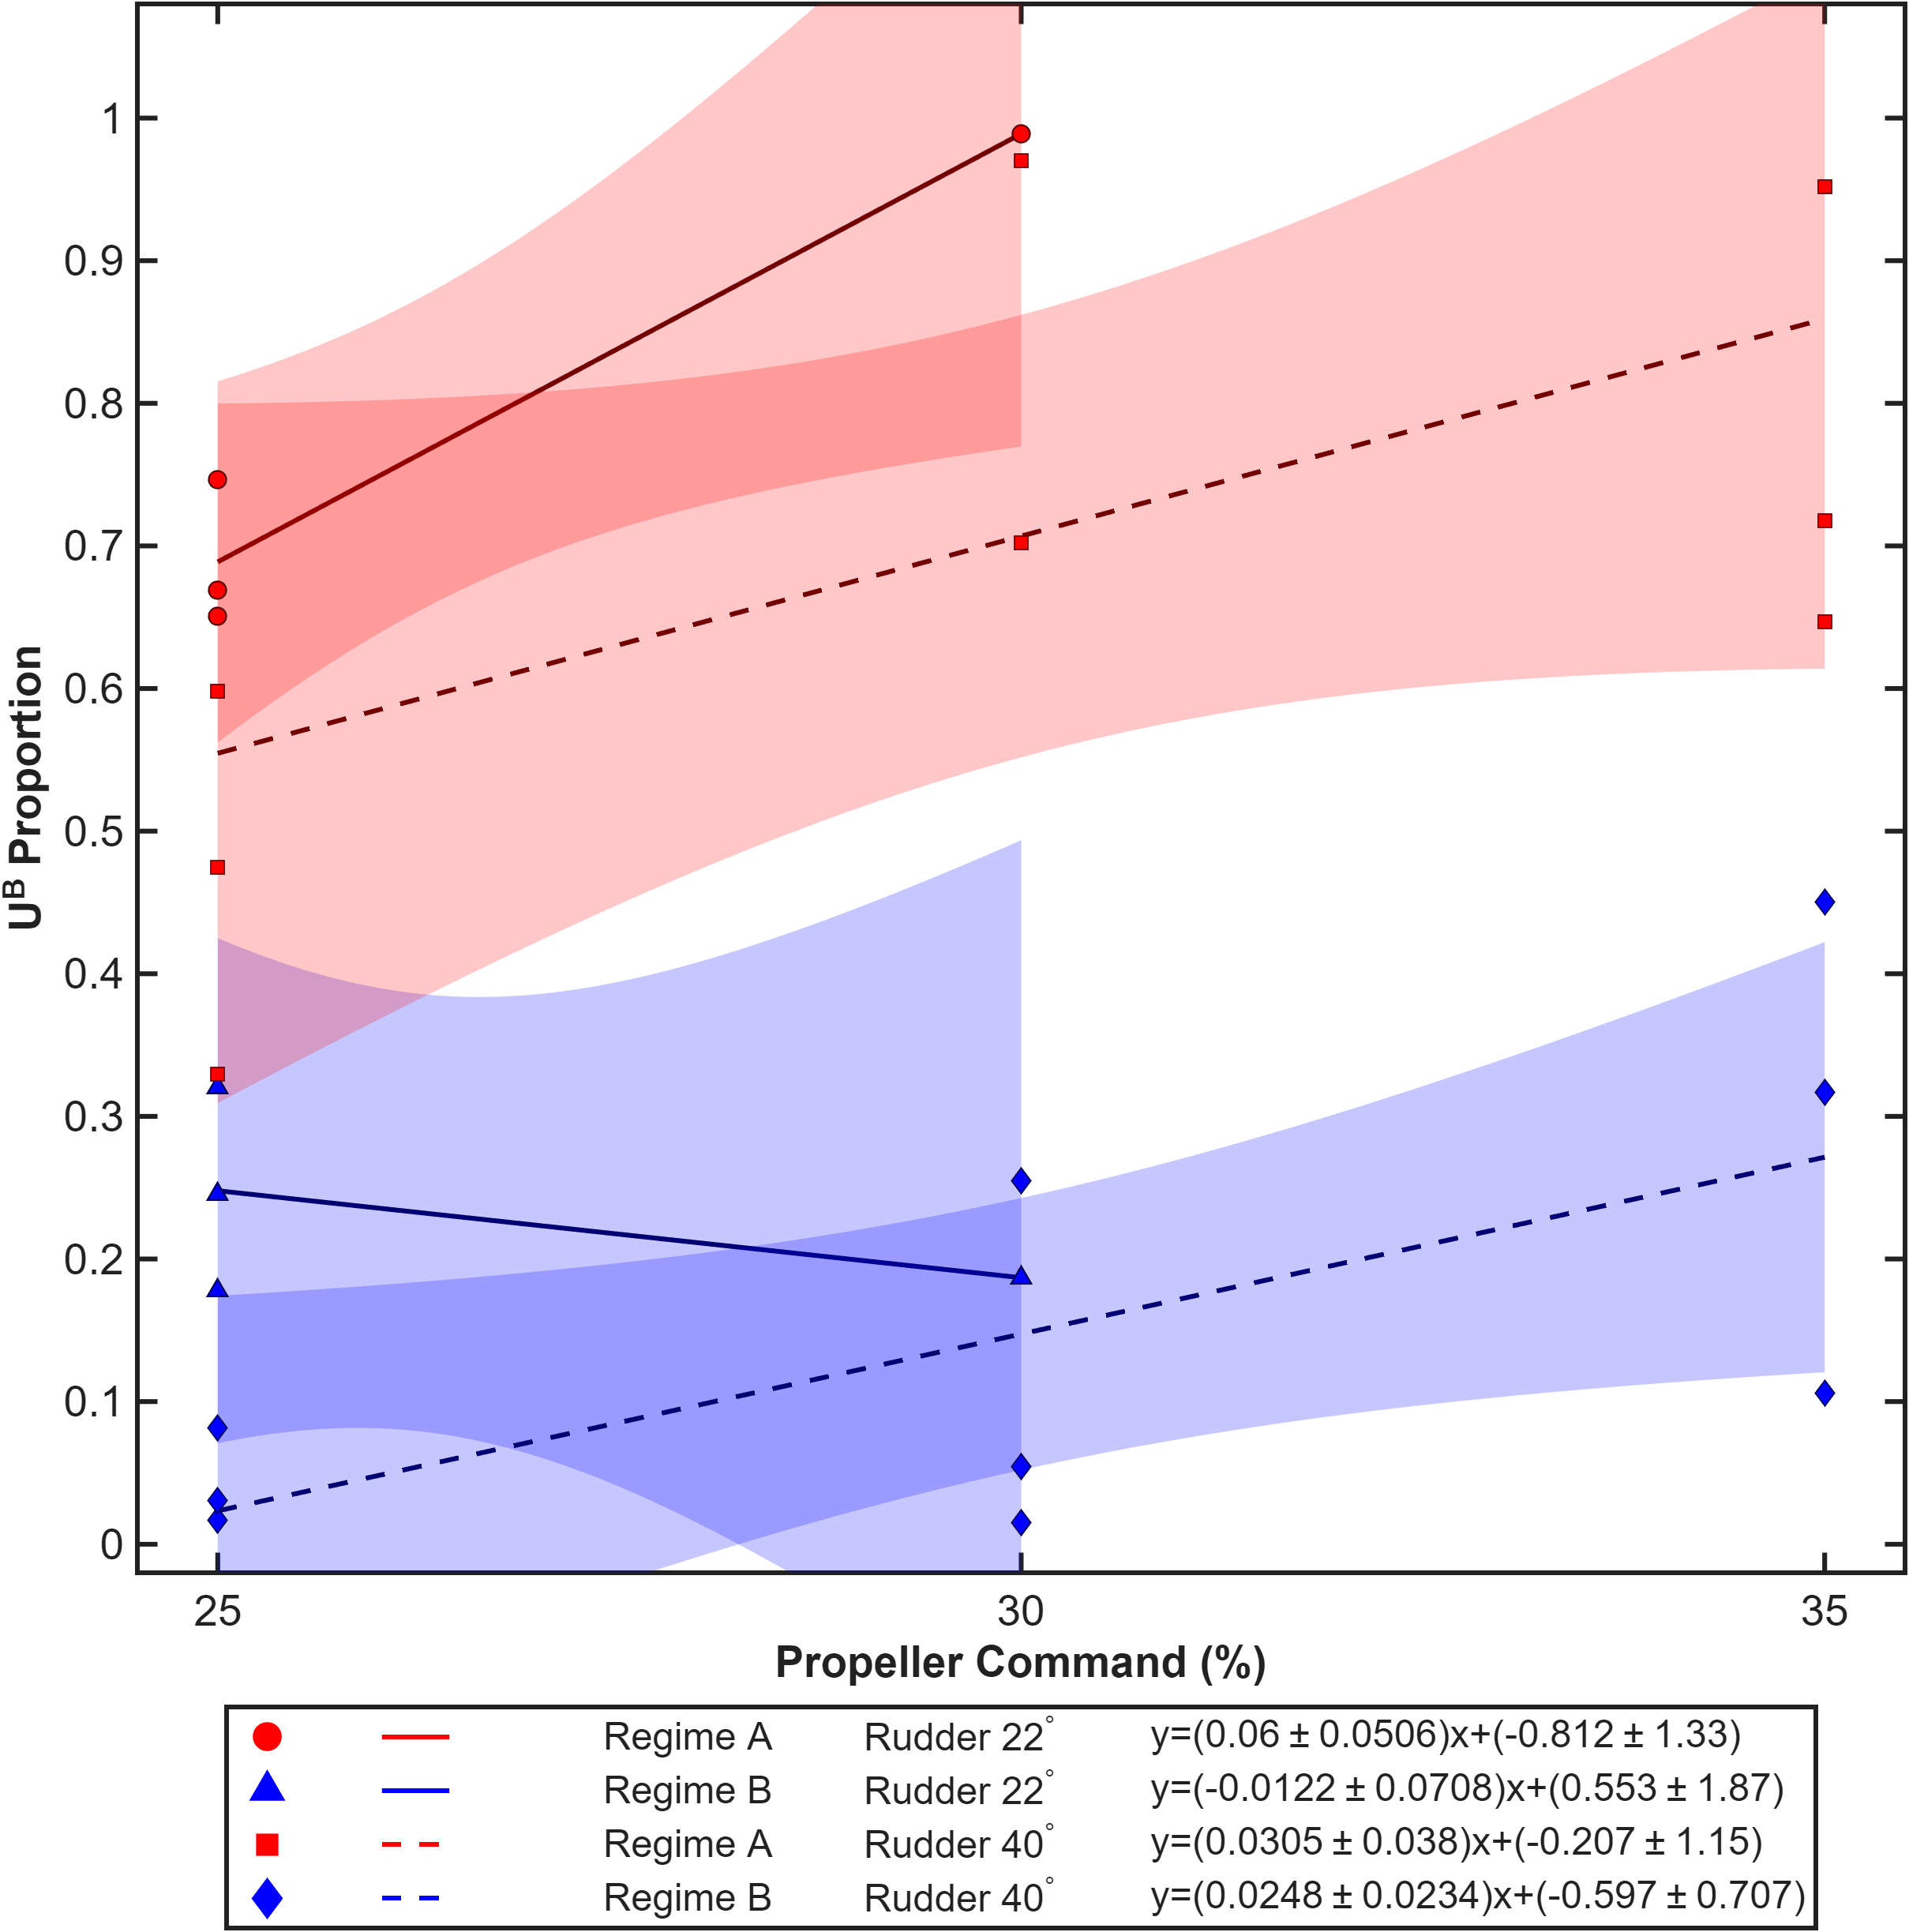 1
0.9
0.8
0.7
0.6
0.5
0.4
0.3
0.2
0.1
0
U^B Proportion
25 30 35
Propeller Command (%)
Regime A Rudder 22° y=(0.06 ± 0.0506)x+(-0.812 ± 1.33)
Regime B Rudder 22° y=(-0.0122 ± 0.0708)x+(0.553 ± 1.87)
Regime A Rudder 40° y=(0.0305 ± 0.038)x+(-0.207 ± 1.15)
Regime B Rudder 40° y=(0.0248 ± 0.0234)x+(-0.597 ± 0.707)